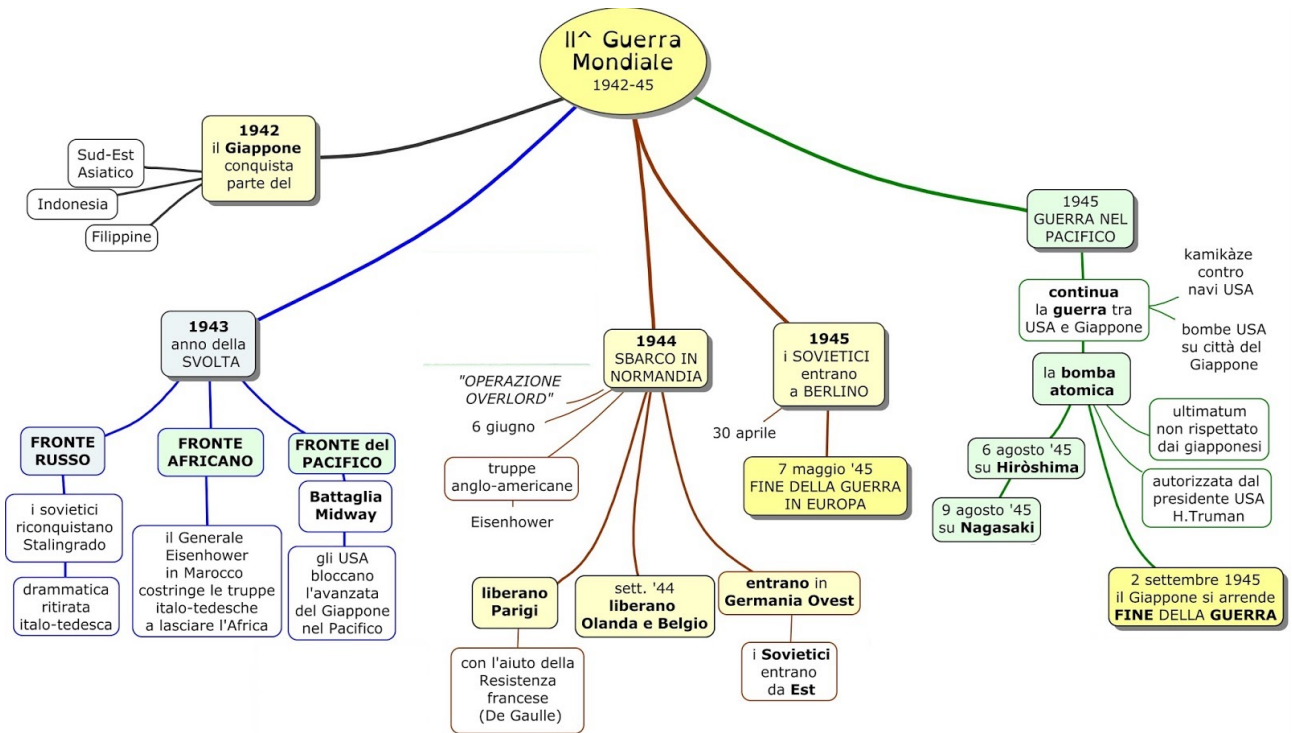 II^ Guerra
Mondiale
1942-45
1942
il Giappone
conquista
parte del
Sud-Est
Asiatico
Indonesia
Filippine
1943
anno della
SVOLTA
FRONTE
RUSSO
i sovietici
riconquistano
Stalingrado
drammatica
ritirata
italo-tedesca
FRONTE
AFRICANO
il Generale
Eisenhower
in Marocco
costringe le truppe
italo-tedesche
a lasciare l'Africa
FRONTE del
PACIFICO
Battaglia
Midway
gli USA
bloccano
l'avanzata
del Giappone
nel Pacifico
1944
SBARCO IN
NORMANDIA
"OPERAZIONE
OVERLORD"
6 giugno
truppe
anglo-americane
Eisenhower
liberano
Parigi
con l'aiuto della
Resistenza
francese
(De Gaulle)
sett. '44
liberano
Olanda e Belgio
entrano in
Germania Ovest
i Sovietici
entrano
da Est
1945
i SOVIETICI
entrano
a BERLINO
30 aprile
7 maggio '45
FINE DELLA GUERRA
IN EUROPA
1945
GUERRA NEL
PACIFICO
continua
la guerra tra
USA e Giappone
kamikàze
contro
navi USA
bombe USA
su città del
Giappone
la bomba
atomica
ultimatum
non rispettato
dai giapponesi
autorizzata dal
presidente USA
H.Truman
6 agosto '45
su Hiròshima
9 agosto '45
su Nagasaki
2 settembre 1945
il Giappone si arrende
FINE DELLA GUERRA